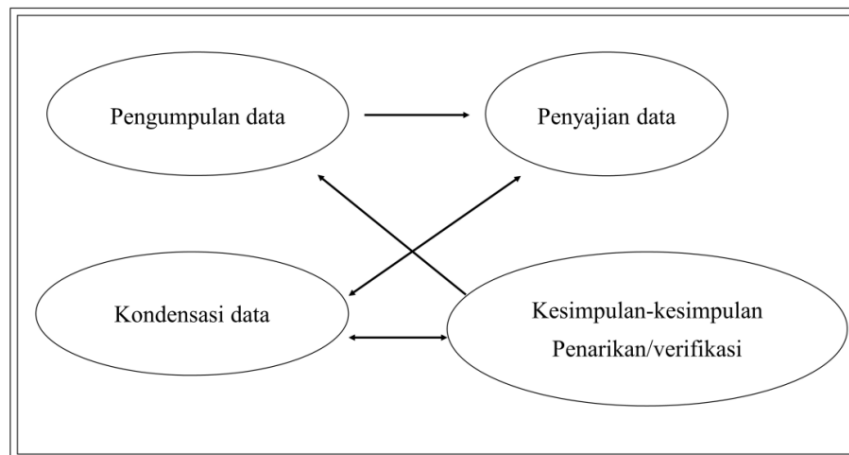 Pengumpulan data
Penyajian data
Kondensasi data
Kesimpulan-kesimpulan
Penarikan/verifikasi